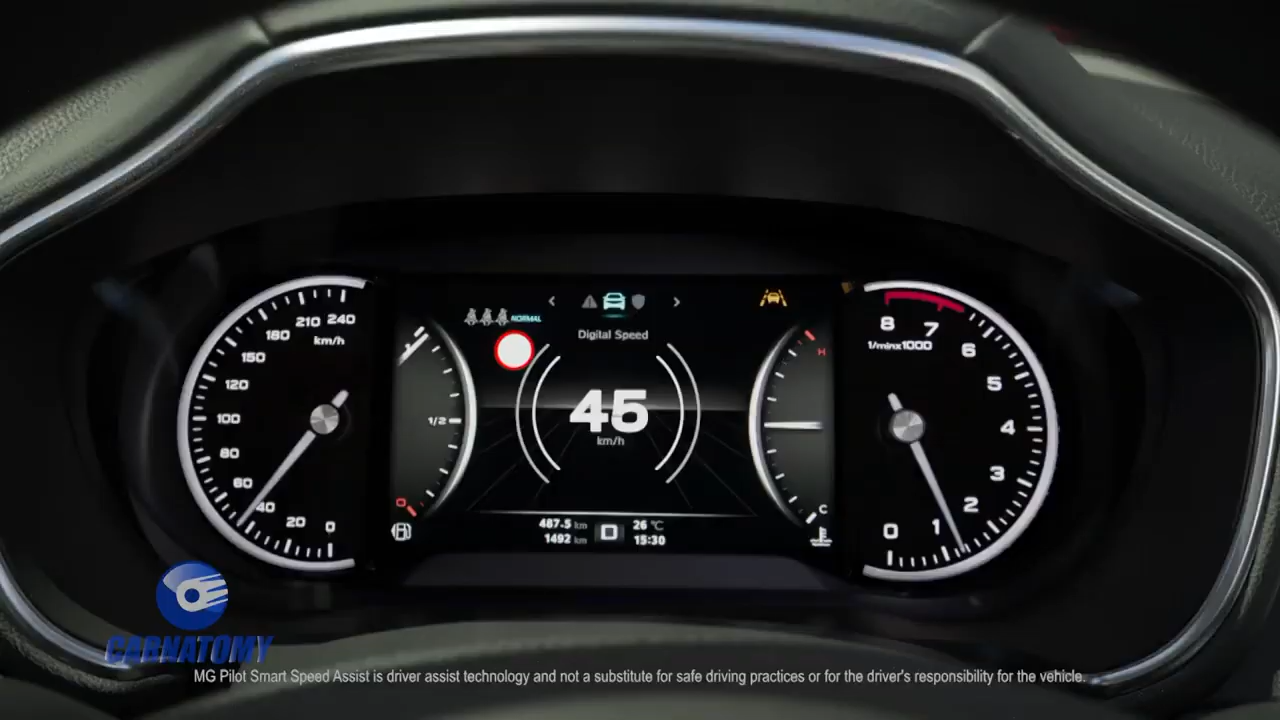 NORMAL
Digital Speed
45
km/h
487.5 km
1492 km
26 °C
15:30
240
210
180
km/h
150
120
100
80
60
40
20
0
1/2
0
H
C
8
7
1/minx1000
6
5
4
3
2
1
0
CARNATOMY
MG Pilot Smart Speed Assist is driver assist technology and not a substitute for safe driving practices or for the driver's responsibility for the vehicle.